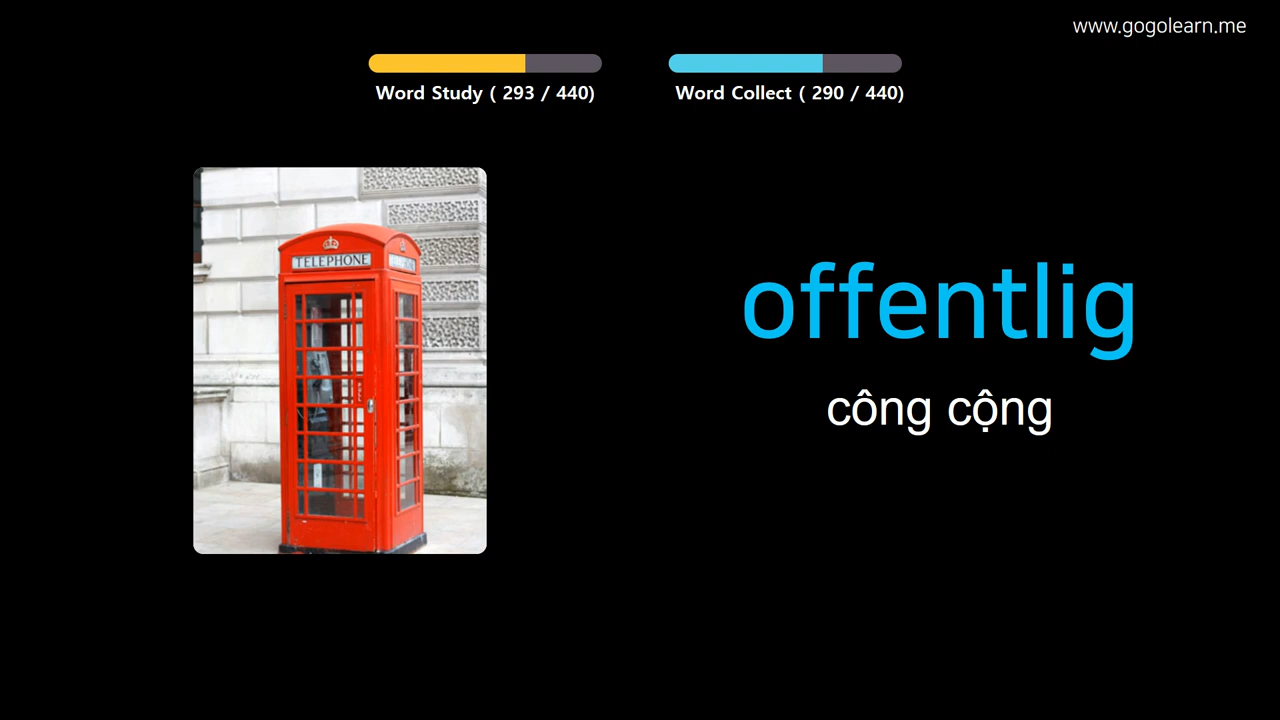 www.gogolearn.me
Word Study ( 293 / 440)
Word Collect ( 290 / 440)
TELEPHONE
offentlig
công cộng